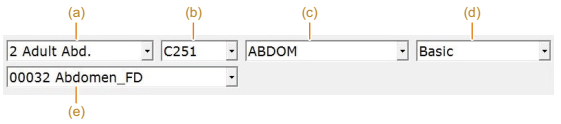 (a) (b) (c) (d)
2 Adult Abd. C251 ABDOM Basic
00032 Abdomen_FD
(e)